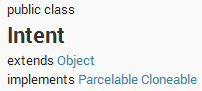 public class
Intent
extends Object
implements Parcelable Cloneable